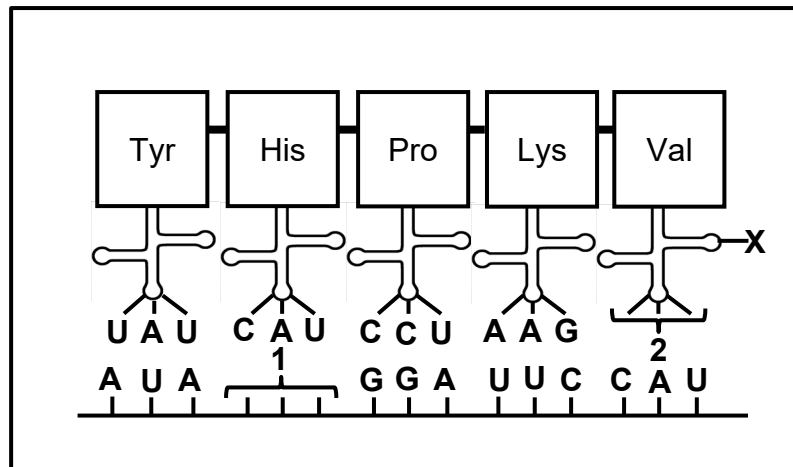 Tyr His Pro Lys Val
X
U A U C A U C C U A A G
1 2
A U A G G A U U C C A U